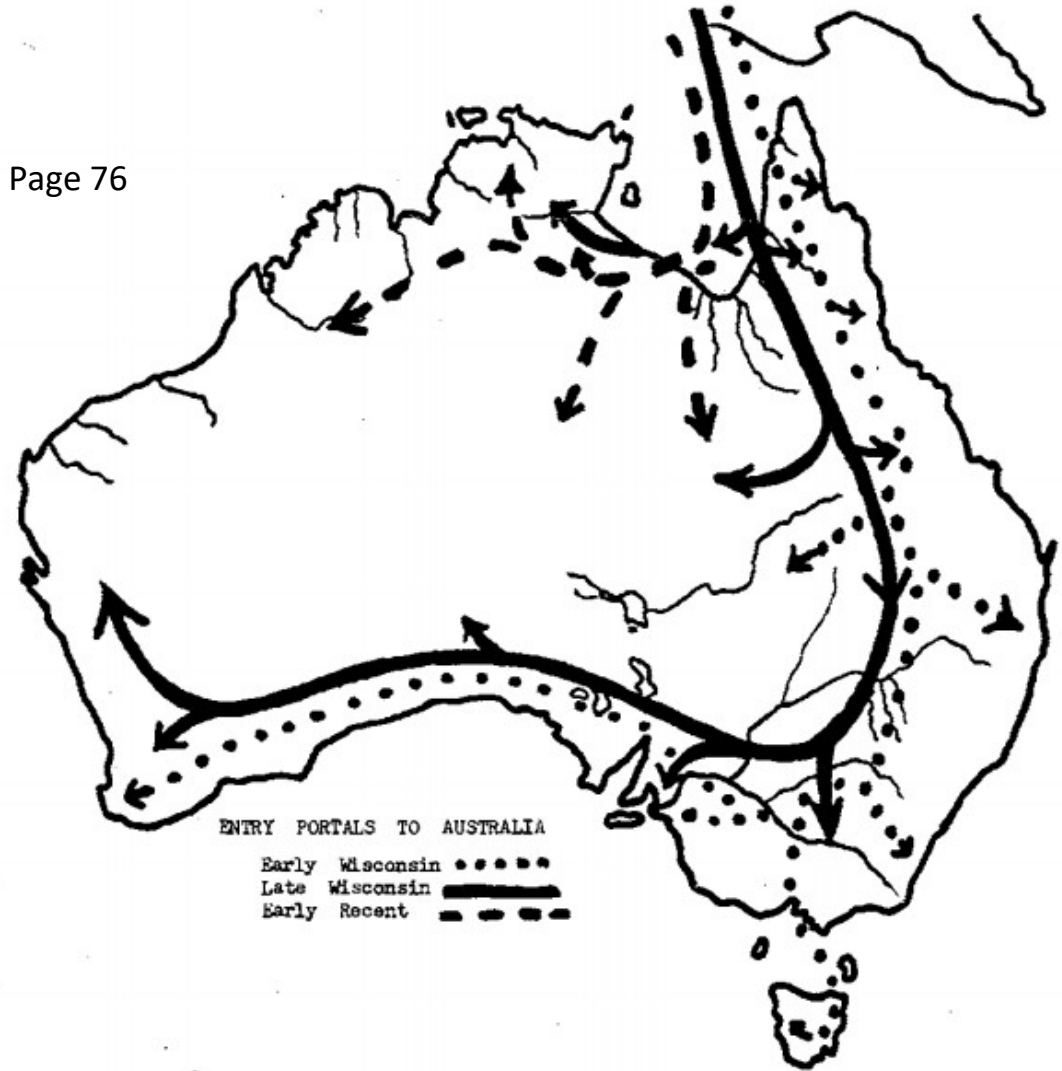 Page 76
ENTRY PORTALS TO AUSTRALIA
Early Wisconsin
Late Wisconsin
Early Recent